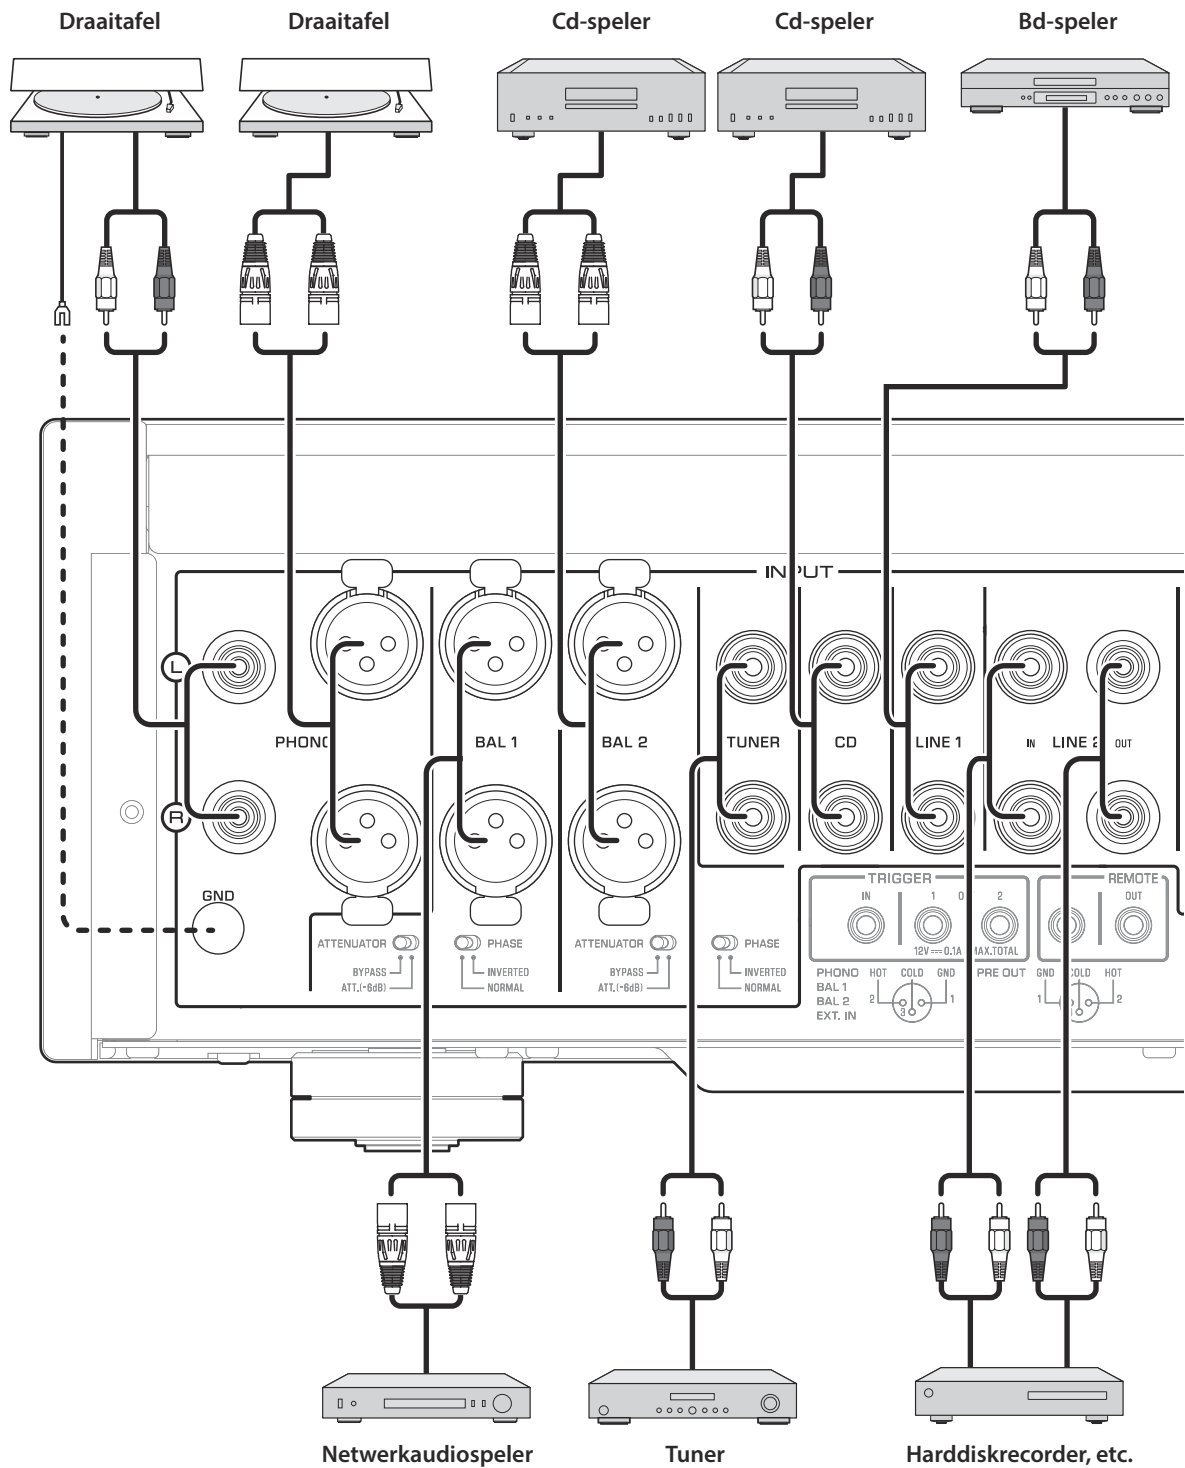 Draaitafel Draaitafel Cd-speler Cd-speler Bd-speler
INPUT
L
PHONO BAL 1 BAL 2 TUNER CD LINE 1 IN LINE 2 OUT
R
TRIGGER REMOTE
GND IN 1 2 OUT
ATTENUATOR PHASE ATTENUATOR PHASE 12V 0.1A MAX.TOTAL
BYPASS INVERTED BYPASS INVERTED PHONO HOT COLD GND PRE OUT GND COLD HOT
ATT.(-6dB) NORMAL ATT.(-6dB) NORMAL BAL 1
BAL 2 2 1 1 2
EXT. IN 3
Netwerkaudiospeler Tuner Harddiskrecorder, etc.